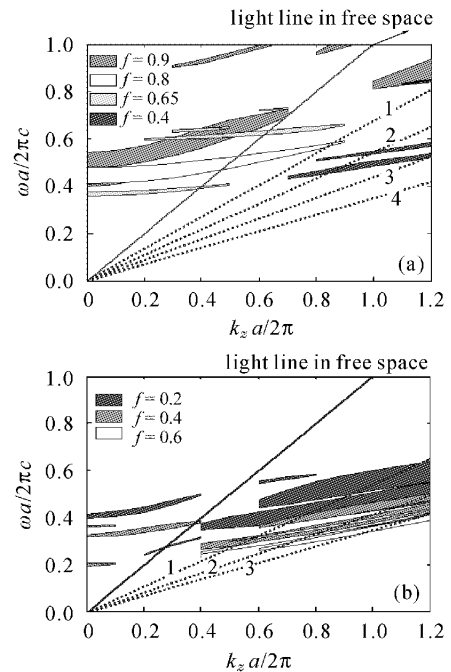 light line in free space
1.0
0.8
0.6
0.4
0.2
0.0
ωa/2πc
f = 0.9
f = 0.8
f = 0.65
f = 0.4
1
2
3
4
(a)
0 0.2 0.4 0.6 0.8 1.0 1.2
k_z a/2π
light line in free space
1.0
0.8
0.6
0.4
0.2
0.0
ωa/2πc
f = 0.2
f = 0.4
f = 0.6
1 2 3
(b)
0 0.2 0.4 0.6 0.8 1.0 1.2
k_z a/2π